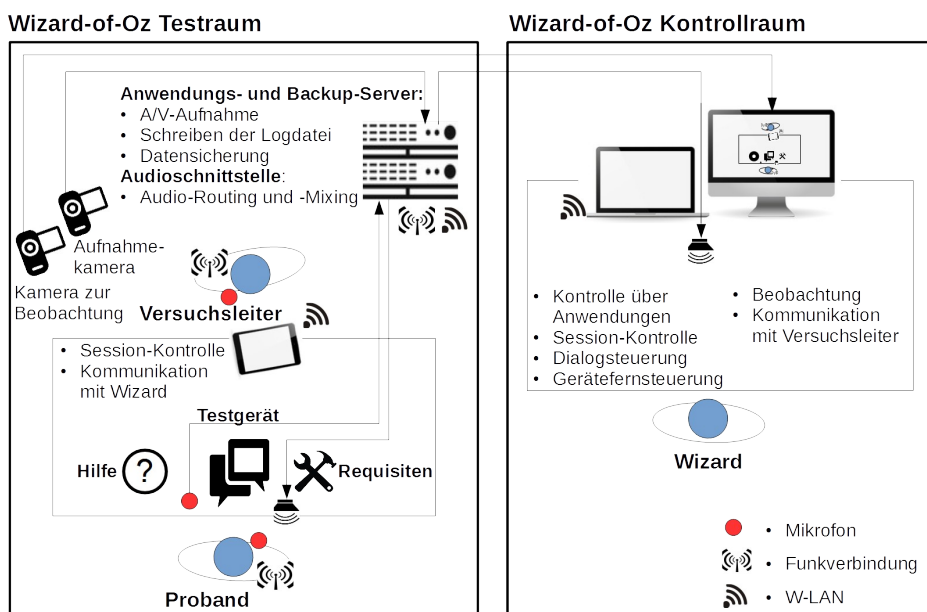 Wizard-of-Oz Testraum
Anwendungs- und Backup-Server:
• A/V-Aufnahme
• Schreiben der Logdatei
• Datensicherung
Audioschnittstelle:
• Audio-Routing und -Mixing
Aufnahme-
kamera
Kamera zur
Beobachtung
Versuchsleiter
• Session-Kontrolle
• Kommunikation
mit Wizard
Testgerät
Hilfe
?
Requisiten
Proband
Wizard-of-Oz Kontrollraum
• Kontrolle über
Anwendungen
• Session-Kontrolle
• Dialogsteuerung
• Gerätefernsteuerung
• Beobachtung
• Kommunikation
mit Versuchsleiter
Wizard
• Mikrofon
• Funkverbindung
• W-LAN